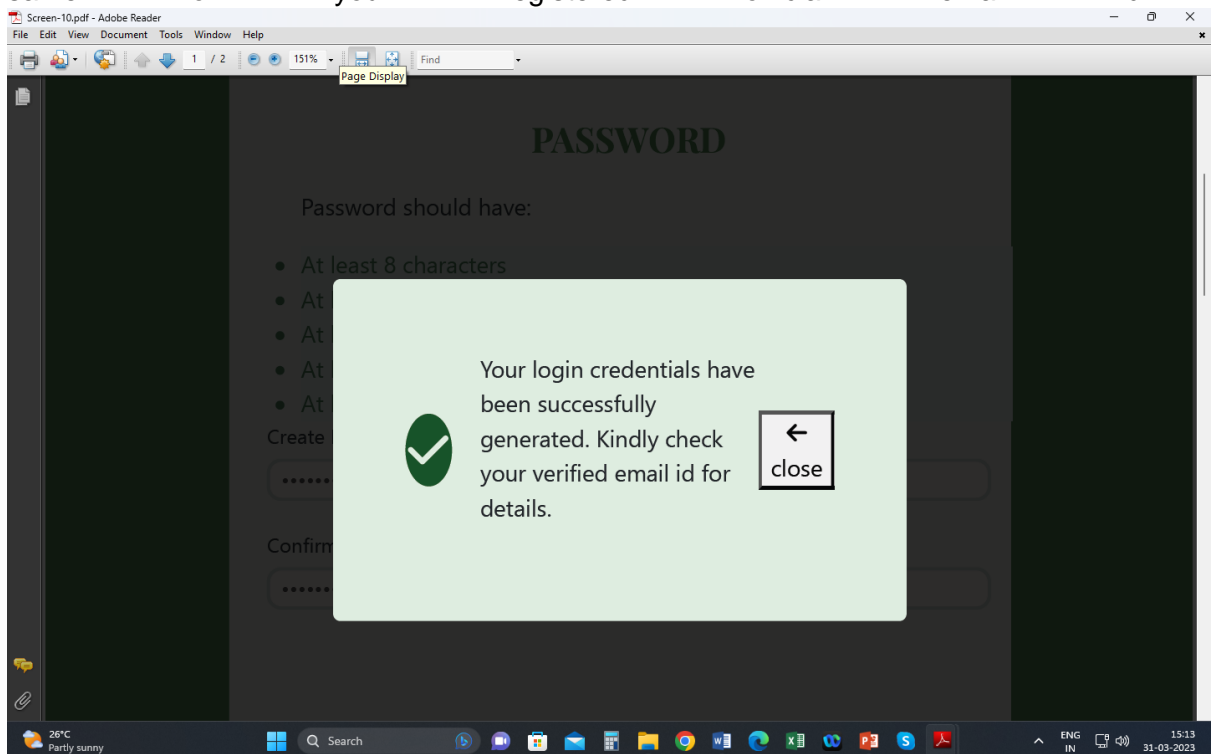 Screen-10.pdf - Adobe Reader
File Edit View Document Tools Window Help
1 / 2 151% Find
Page Display
PASSWORD
Password should have:
At least 8 characters
At
At
At
At
Create
Your login credentials have
been successfully
generated. Kindly check
your verified email id for
details.
close
Confirm
26°C
Partly sunny
Search
ENG
IN
15:13
31-03-2023